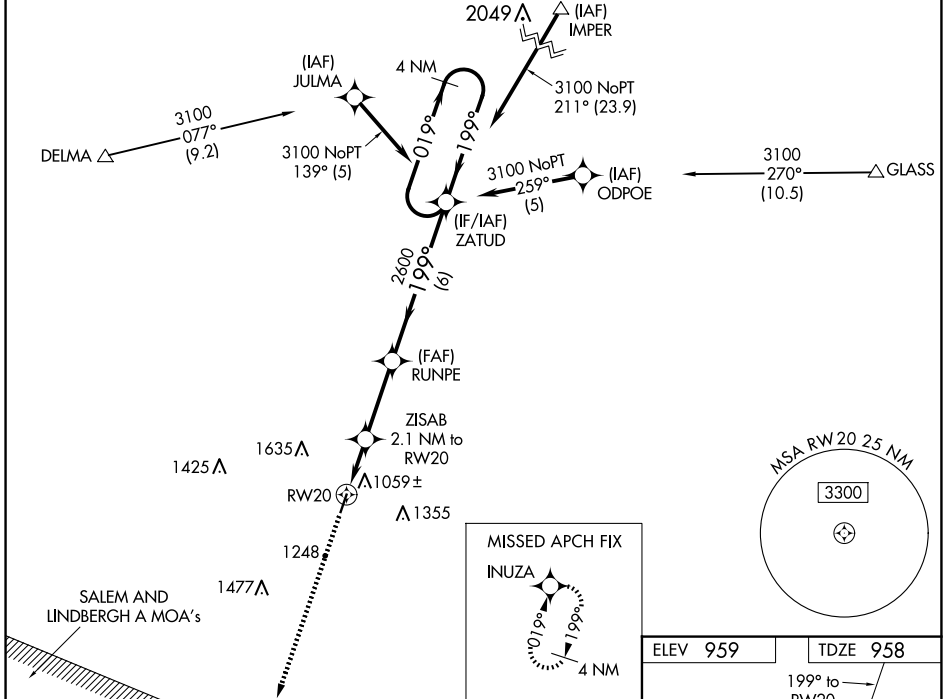 2049
(IAF)
IMPER
(IAF)
JULMA
4 NM
3100 NoPT
211° (23.9)
3100
077°
(9.2)
DELMA
3100 NoPT
139° (5)
019°
199°
3100 NoPT
259°
(5)
(IAF)
ODPOE
3100
270°
(10.5)
GLASS
(IF/IAF)
ZATUD
2600
199°
(6)
(FAF)
RUNPE
ZISAB
2.1 NM to
RW20
1635
1425
RW20
1059±
1355
MSA RW20 25 NM
3300
1248
1477
SALEM AND
LINDBERGH A MOA's
MISSED APCH FIX
INUZA
019°
199°
4 NM
ELEV 959
TDZE 958
199° to
RW20